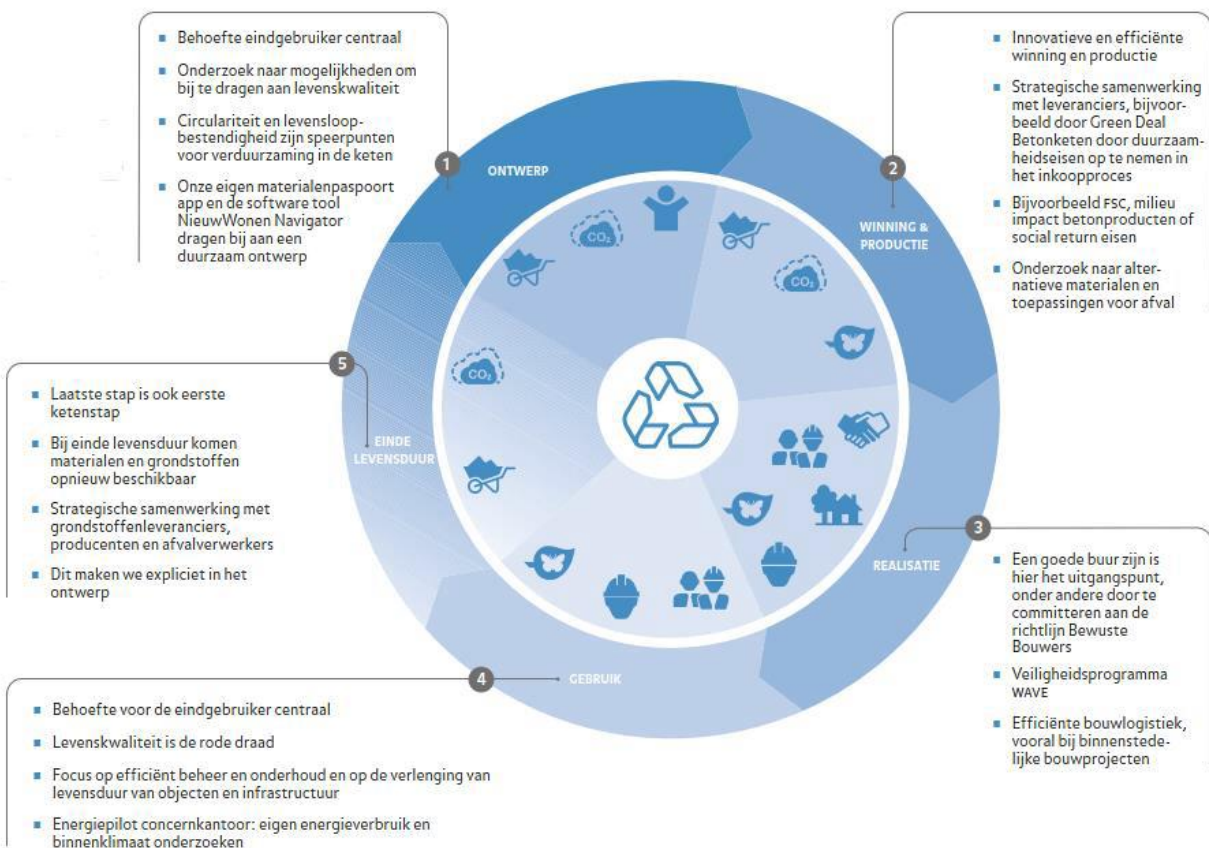 Behoefte eindgebruiker centraal
Onderzoek naar mogelijkheden om
bij te dragen aan levenskwaliteit
Circulariteit en levensloop-
bestendigheid zijn speerpunten
voor verduurzaming in de keten
Onze eigen materialenpaspoort
app en de software tool
NieuwWonen Navigator
dragen bij aan een
duurzaam ontwerp
1
ONTWERP
Innovatieve en efficiënte
winning en productie
Strategische samenwerking
met leveranciers, bijvoor-
beeld door Green Deal
Betonketen door duurzaam-
heidseisen op te nemen in
het inkoopproces
Bijvoorbeeld FSC, milieu
impact betonproducten of
social return eisen
Onderzoek naar alter-
natieve materialen en
toepassingen voor afval
2
WINNING &
PRODUCTIE
CO₂
CO₂
CO₂
3
REALISATIE
Een goede buur zijn is
hier het uitgangspunt,
onder andere door te
committeren aan de
richtlijn Bewuste
Bouwers
Veiligheidsprogramma
WAVE
Efficiënte bouwlogistiek,
vooral bij binnenstede-
lijke bouwprojecten
4
GEBRUIK
Behoefte voor de eindgebruiker centraal
Levenskwaliteit is de rode draad
Focus op efficiënt beheer en onderhoud en op de verlenging van
levensduur van objecten en infrastructuur
Energiepilot concernkantoor: eigen energieverbruik en
binnenklimaat onderzoeken
5
EINDE
LEVENSDUUR
Laatste stap is ook eerste
ketenstap
Bij einde levensduur komen
materialen en grondstoffen
opnieuw beschikbaar
Strategische samenwerking met
grondstoffenleveranciers,
producenten en afvalverwerkers
Dit maken we expliciet in het
ontwerp